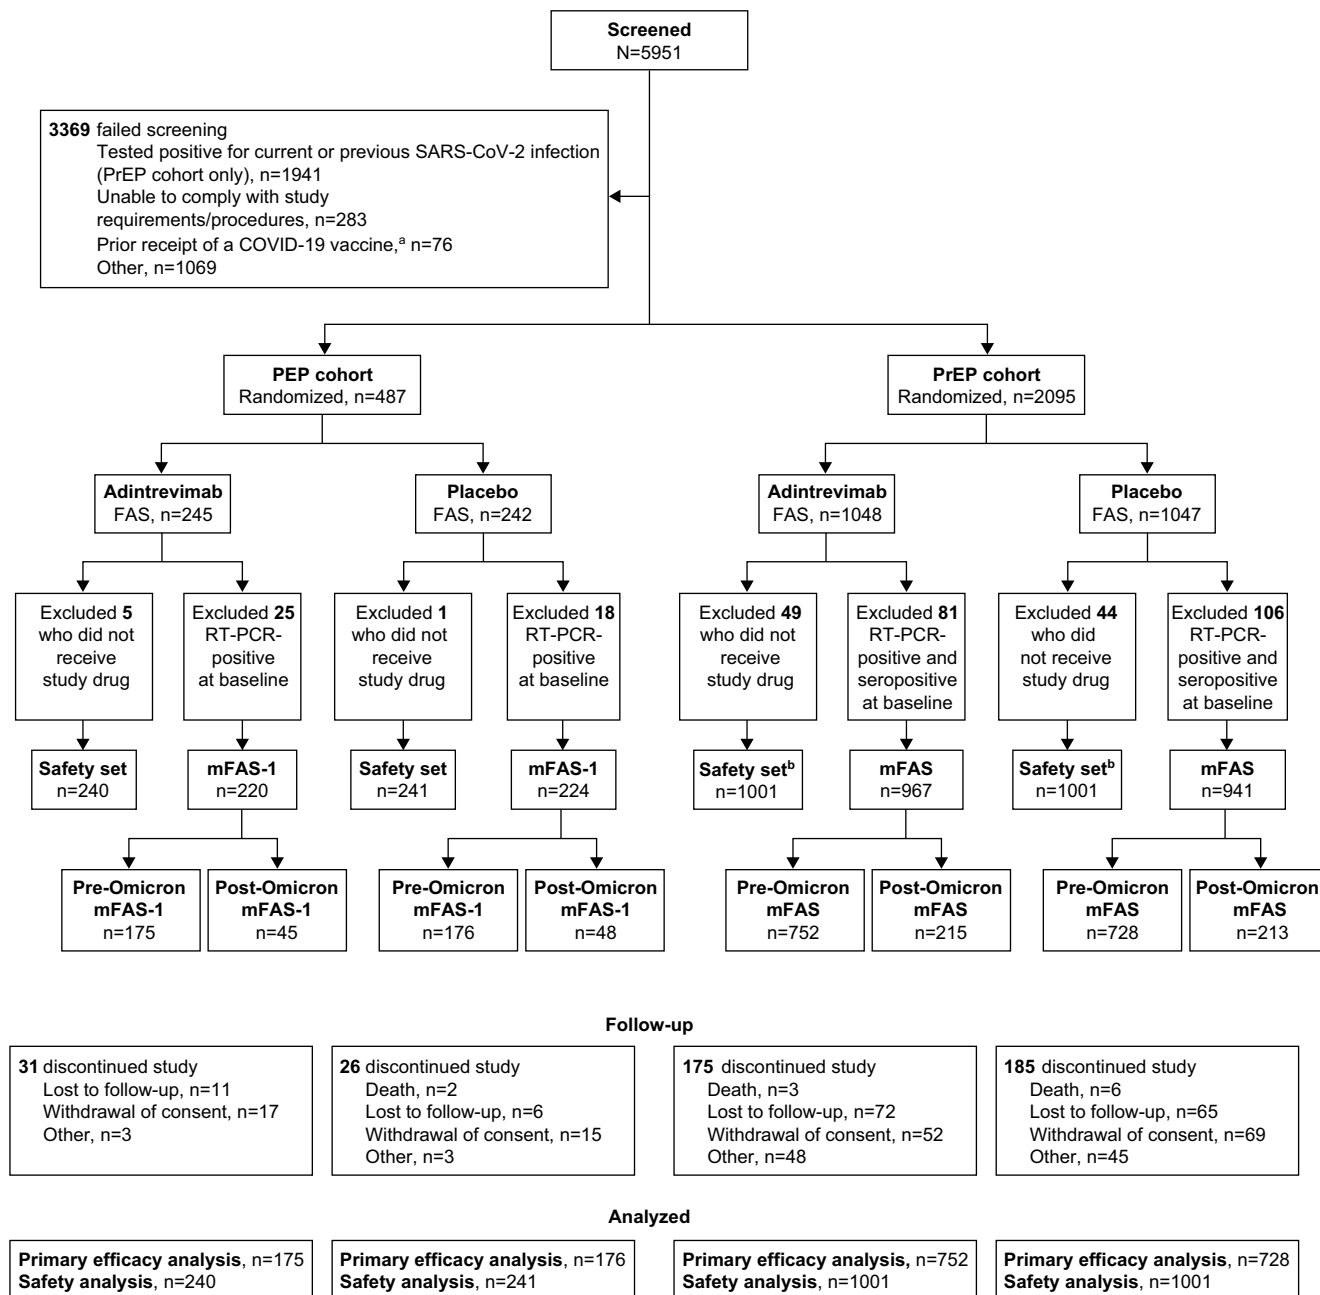 Screened
N=5951
3369 failed screening
Tested positive for current or previous SARS-CoV-2 infection
(PrEP cohort only), n=1941
Unable to comply with study
requirements/procedures, n=283
Prior receipt of a COVID-19 vaccine,ª n=76
Other, n=1069
PEP cohort
Randomized, n=487
PrEP cohort
Randomized, n=2095
Adintrevimab
FAS, n=245
Placebo
FAS, n=242
Adintrevimab
FAS, n=1048
Placebo
FAS, n=1047
Excluded 5
who did not
receive
study drug
Excluded 25
RT-PCR-
positive
at baseline
Excluded 1
who did not
receive
study drug
Excluded 18
RT-PCR-
positive
at baseline
Excluded 49
who did not
receive
study drug
Excluded 81
RT-PCR-
positive and
seropositive
at baseline
Excluded 44
who did
not receive
study drug
Excluded 106
RT-PCR-
positive and
seropositive
at baseline
Safety set
n=240
mFAS-1
n=220
Safety set
n=241
mFAS-1
n=224
Safety setᵇ
n=1001
mFAS
n=967
Safety setᵇ
n=1001
mFAS
n=941
Pre-Omicron
mFAS-1
n=175
Post-Omicron
mFAS-1
n=45
Pre-Omicron
mFAS-1
n=176
Post-Omicron
mFAS-1
n=48
Pre-Omicron
mFAS
n=752
Post-Omicron
mFAS
n=215
Pre-Omicron
mFAS
n=728
Post-Omicron
mFAS
n=213
Follow-up
31 discontinued study
Lost to follow-up, n=11
Withdrawal of consent, n=17
Other, n=3
26 discontinued study
Death, n=2
Lost to follow-up, n=6
Withdrawal of consent, n=15
Other, n=3
175 discontinued study
Death, n=3
Lost to follow-up, n=72
Withdrawal of consent, n=52
Other, n=48
185 discontinued study
Death, n=6
Lost to follow-up, n=65
Withdrawal of consent, n=69
Other, n=45
Analyzed
Primary efficacy analysis, n=175
Safety analysis, n=240
Primary efficacy analysis, n=176
Safety analysis, n=241
Primary efficacy analysis, n=752
Safety analysis, n=1001
Primary efficacy analysis, n=728
Safety analysis, n=1001